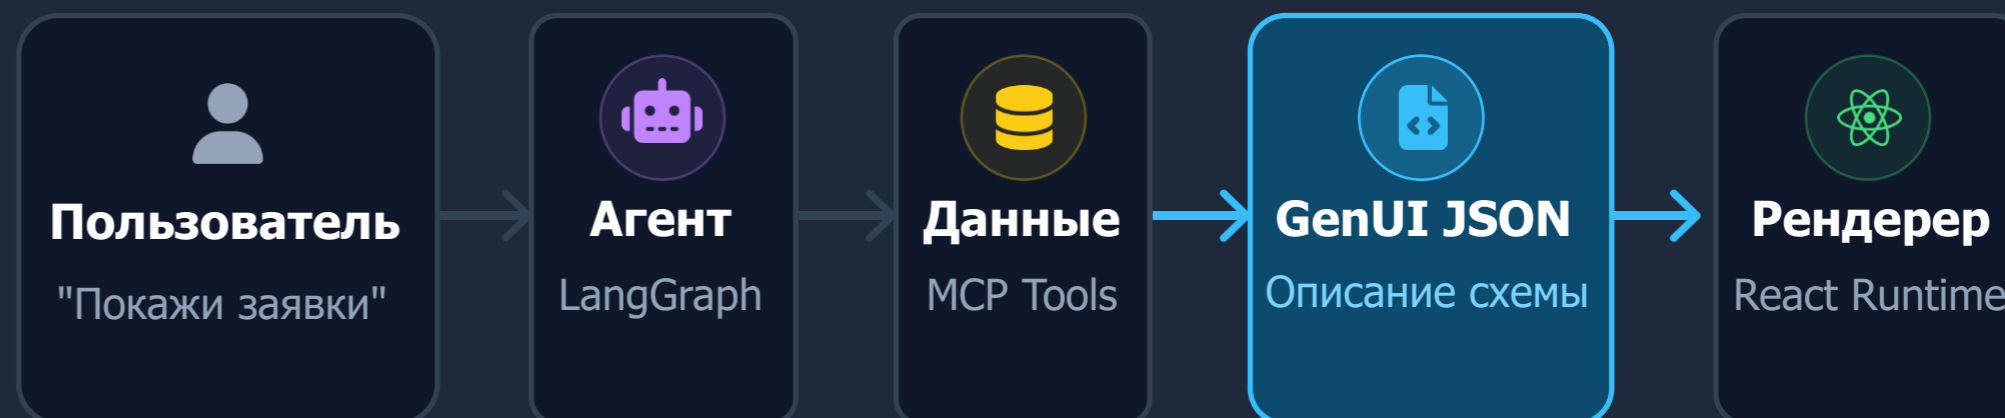 Пользователь
"Покажи заявки"
Агент
LangGraph
Данные
MCP Tools
GenUI JSON
Описание схемы
Рендерер
React Runtime